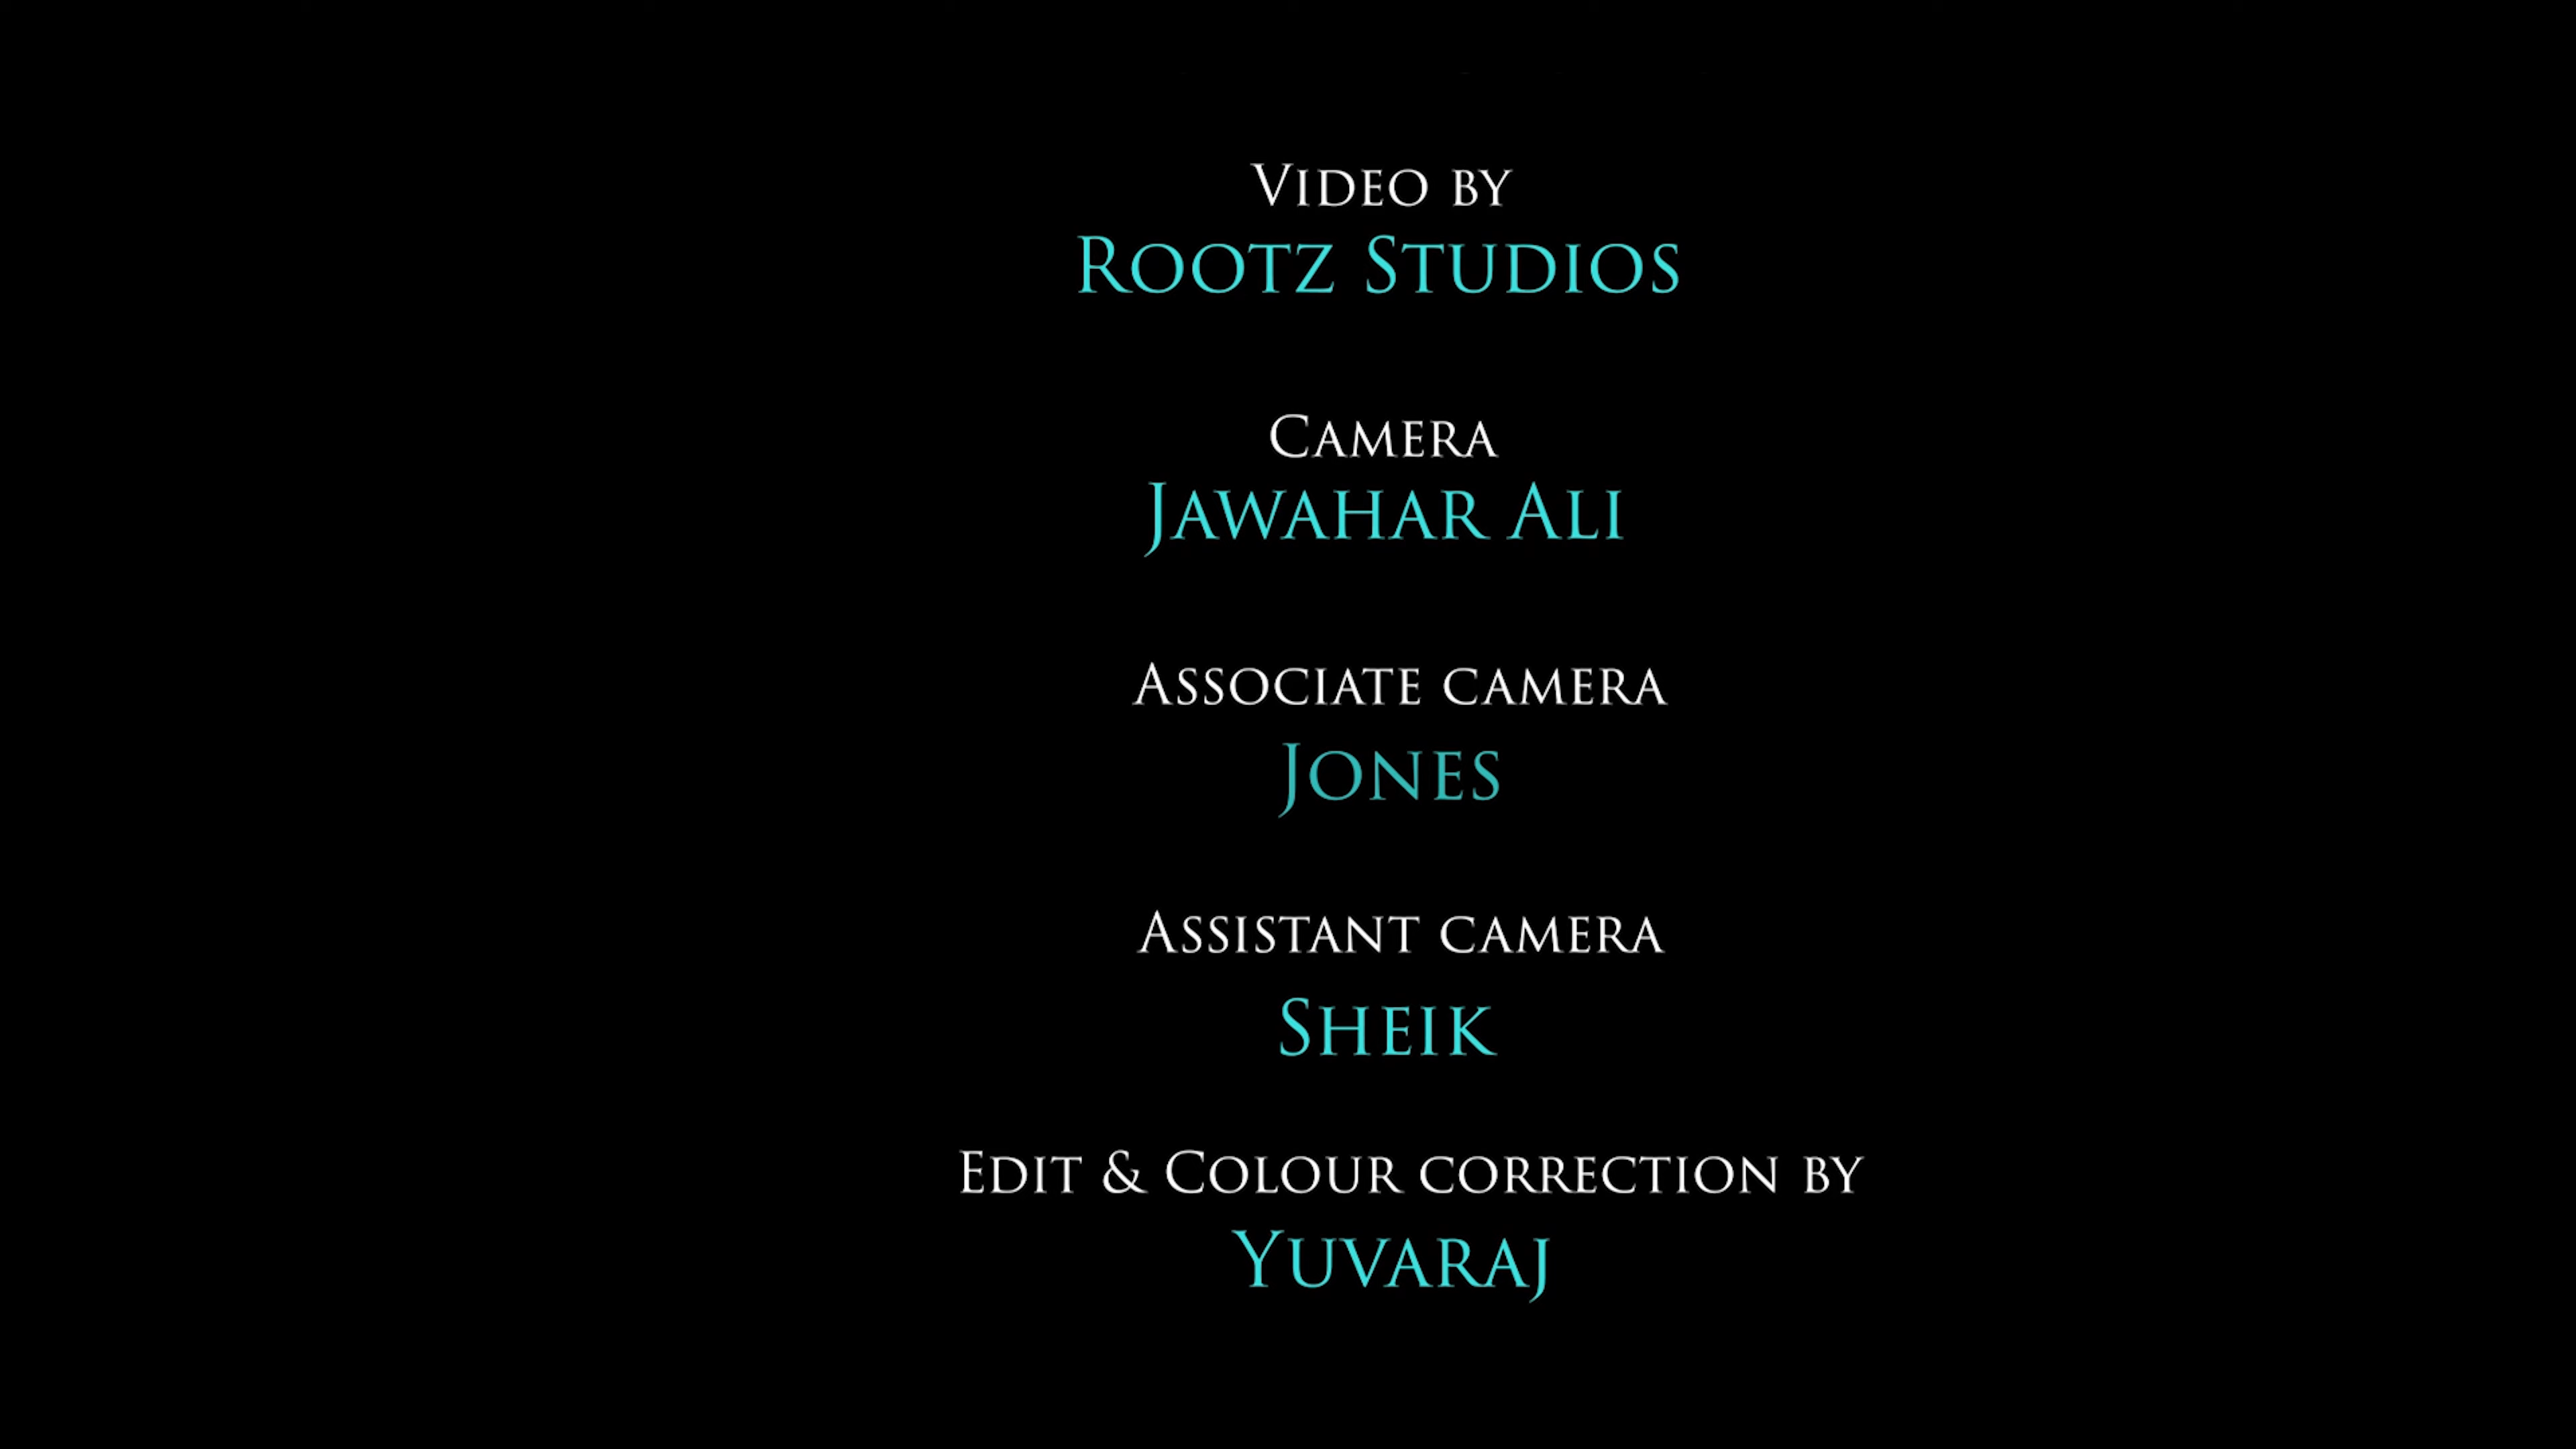 Video by
Rootz Studios
Camera
Jawahar Ali
Associate camera
Jones
Assistant camera
Sheik
Edit & Colour correction by
Yuvaraj